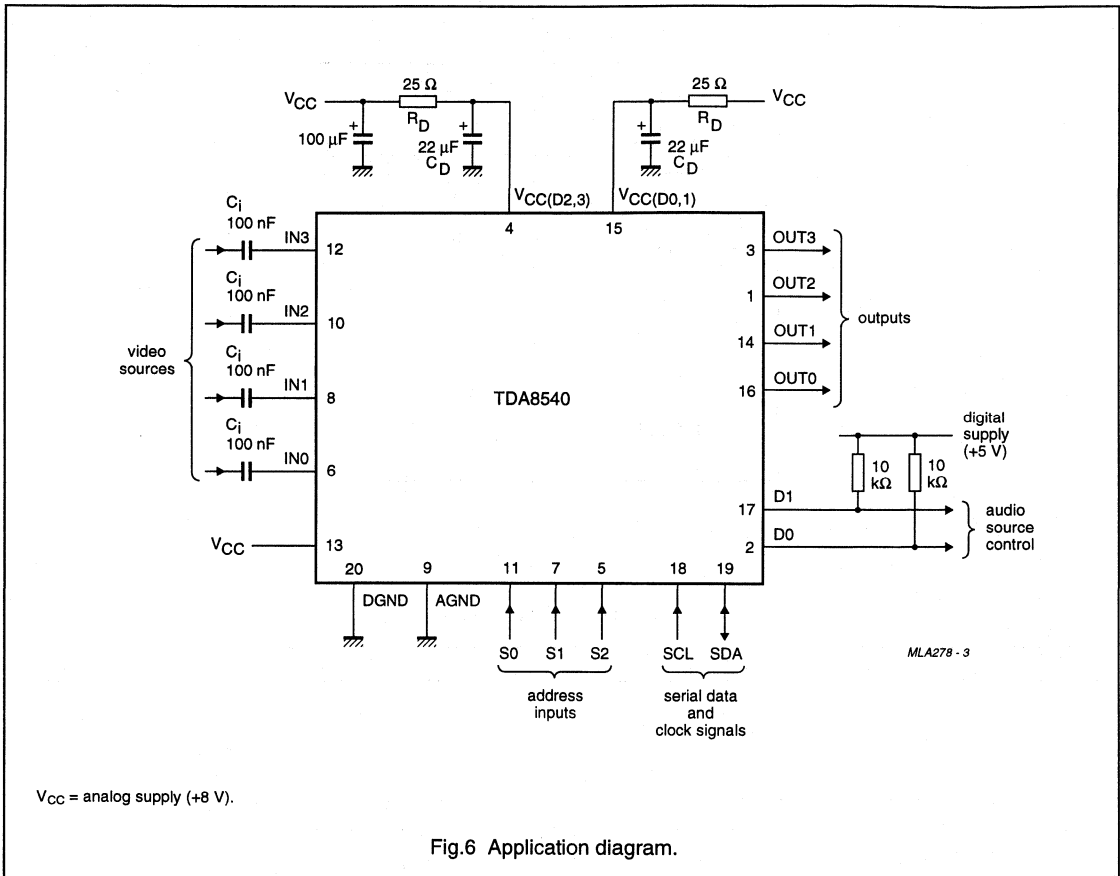 25 Ω
VCC
RD
100 µF
+
22 µF
CD
+
25 Ω
VCC
RD
22 µF
CD
+
VCC(D2,3)
VCC(D0,1)
4
15
Ci
100 nF
IN3
12
Ci
100 nF
IN2
10
Ci
100 nF
IN1
8
Ci
100 nF
IN0
6
video
sources
VCC
13
TDA8540
3
OUT3
1
OUT2
14
OUT1
16
OUT0
outputs
digital
supply
(+5 V)
10
kΩ
10
kΩ
17
D1
2
D0
audio
source
control
20
9
11
7
5
18
19
DGND
AGND
S0
S1
S2
SCL
SDA
address
inputs
serial data
and
clock signals
MLA278 - 3
VCC = analog supply (+8 V).
Fig.6 Application diagram.